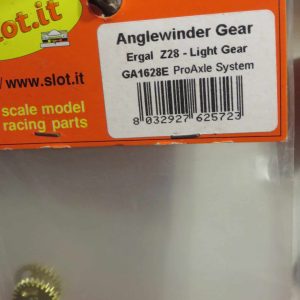 ot.it
www.slot.it
scale model
racing parts
Anglewinder Gear
Ergal Z28 - Light Gear
GA1628E ProAxle System
8 032927 625723